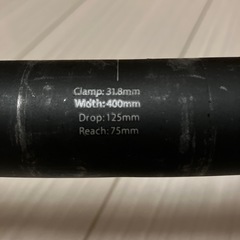 Clamp: 31.8mm
Width: 400mm
Drop: 125mm
Reach: 75mm